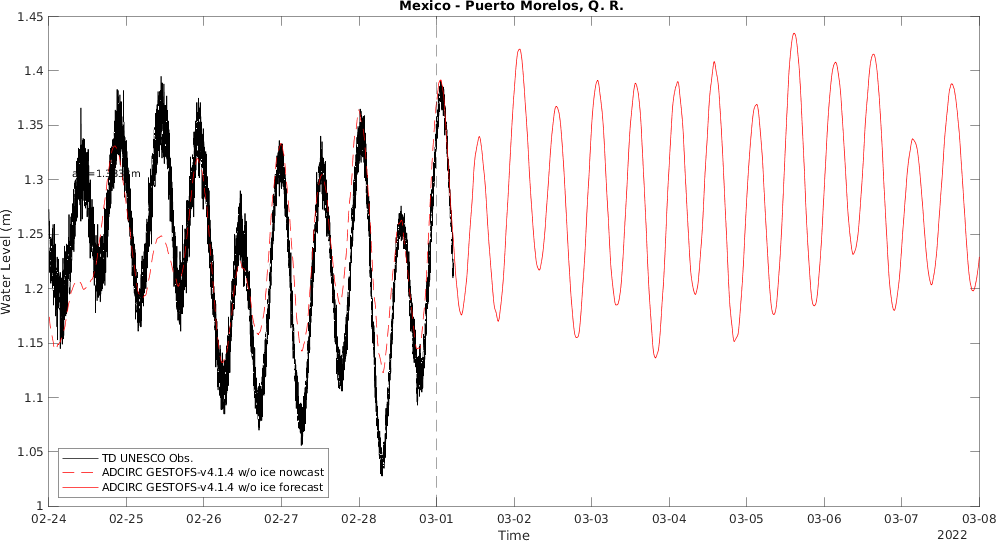 Mexico - Puerto Morelos, Q. R.
1.45
1.4
1.35
1.3
1.25
1.2
1.15
1.1
1.05
1
Water Level (m)
TD UNESCO Obs.
ADCIRC GESTOFS-v4.1.4 w/o ice nowcast
ADCIRC GESTOFS-v4.1.4 w/o ice forecast
02-24 02-25 02-26 02-27 02-28 03-01 03-02 03-03 03-04 03-05 03-06 03-07 03-08
Time
2022